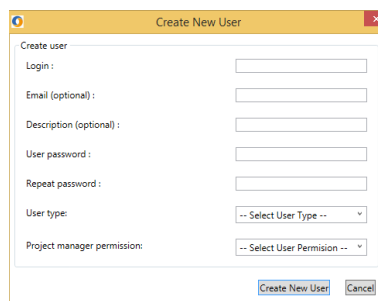 Create New User
Create user
Login :
Email (optional) :
Description (optional) :
User password :
Repeat password :
User type:
-- Select User Type --
Project manager permission:
-- Select User Permision --
Create New User
Cancel